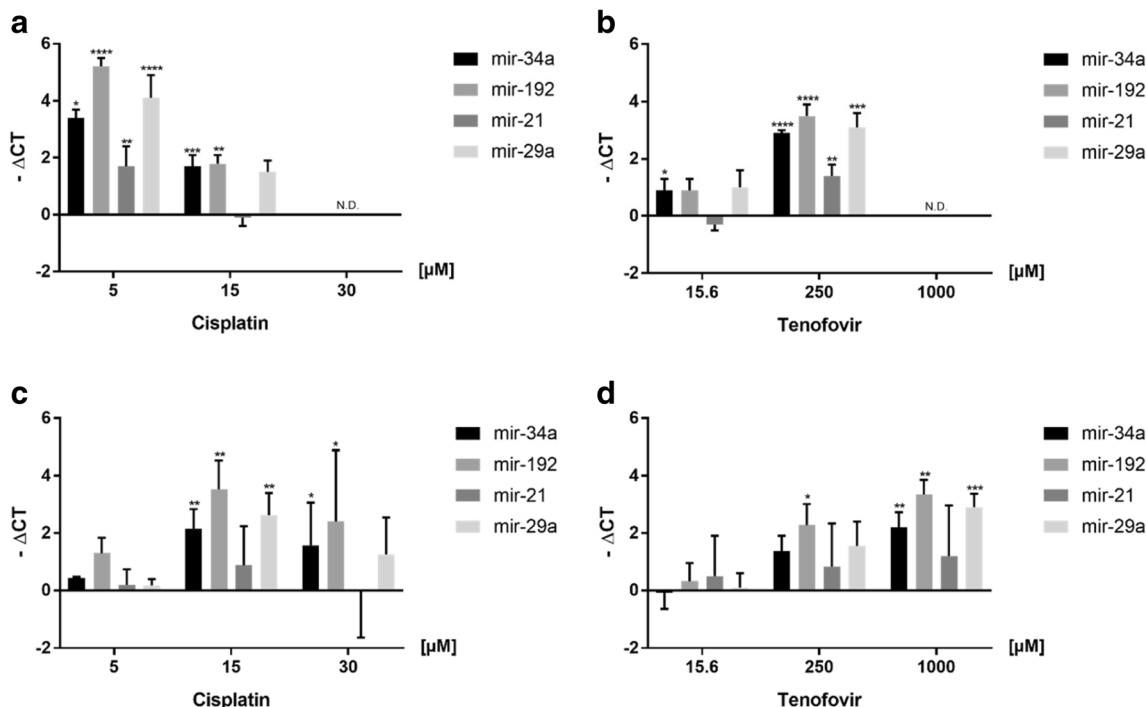 a
6
4
2
0
-2
- ΔCT
* **** ** ****
*** **
N.D.
5 15 30
[µM]
Cisplatin
mir-34a
mir-192
mir-21
mir-29a
b
6
4
2
0
-2
- ΔCT
*
**** **** ** ***
N.D.
15.6 250 1000
[µM]
Tenofovir
mir-34a
mir-192
mir-21
mir-29a
c
6
4
2
0
-2
- ΔCT
** ** **
* *
5 15 30
[µM]
Cisplatin
mir-34a
mir-192
mir-21
mir-29a
d
6
4
2
0
-2
- ΔCT
*
** ** ***
15.6 250 1000
[µM]
Tenofovir
mir-34a
mir-192
mir-21
mir-29a